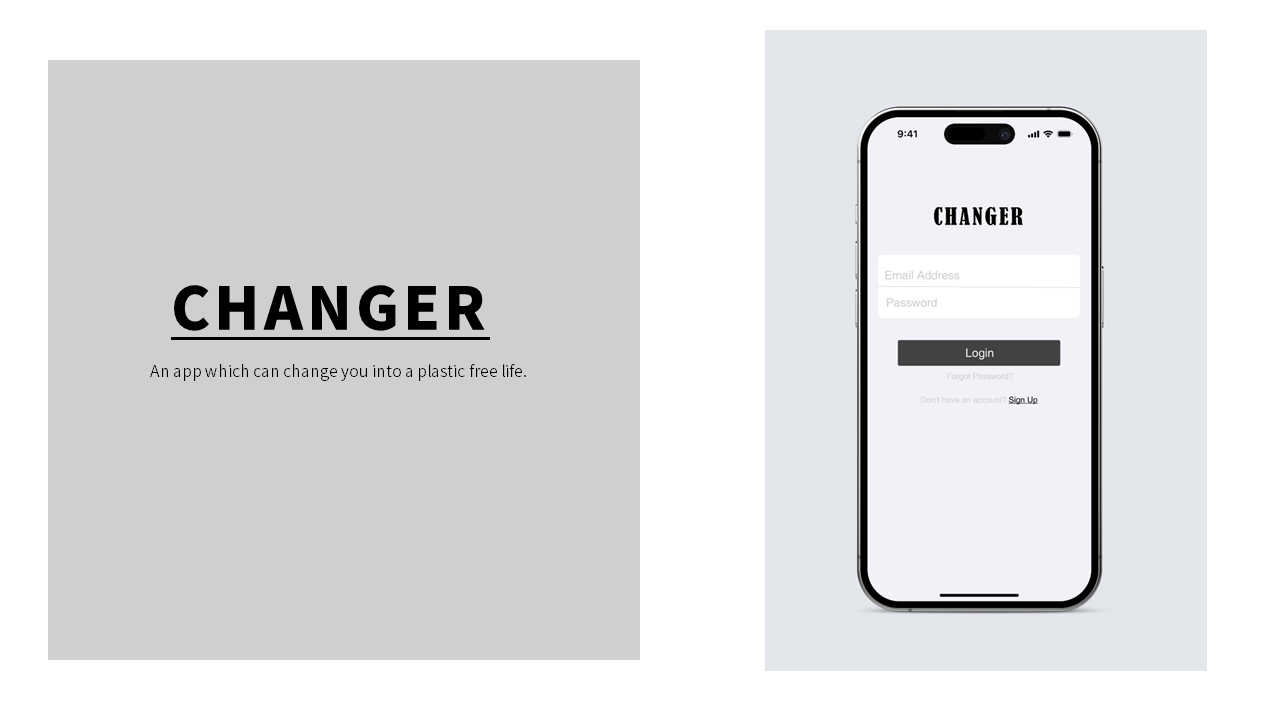 CHANGER
An app which can change you into a plastic free life.
9:41
CHANGER
Email Address
Password
Login
Forgot Password?
Don't have an account? Sign Up